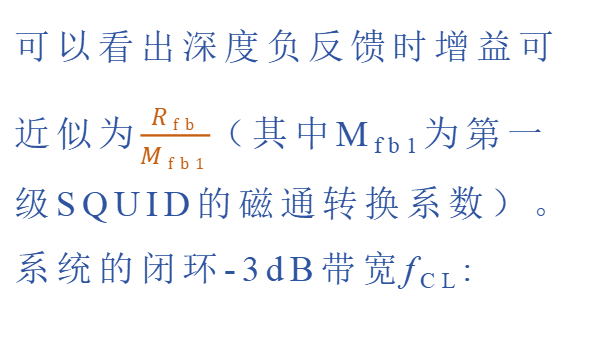 可以看出深度负反馈时增益可
近似为R_fb/M_fb1（其中M_fb1为第一
级SQUID的磁通转换系数）。
系统的闭环-3dB带宽f_CL: